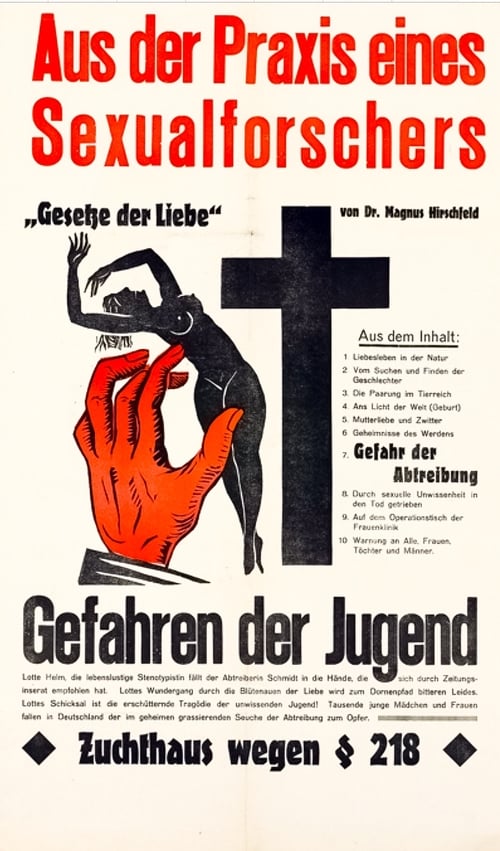 Aus der Praxis eines
Sexualforschers
„Gesetze der Liebe“
von Dr. Magnus Hirschfeld
Aus dem Inhalt:
1 Liebesleben in der Natur
2 Vom Suchen und Finden der
Geschlechter
3. Die Paarung im Tierreich
4. Ans Licht der Welt (Geburt)
5. Mutterliebe und Zwitter
6 Geheimnisse des Werdens
7. Gefahr der
Abtreibung
8. Durch sexuelle Unwissenheit in
den Tod getrieben
9. Auf dem Operationstisch der
Frauenklinik
10 Warnung an Alle, Frauen,
Töchter und Männer.
Gefahren der Jugend
Lotte Helm, die lebenslustige Stenotypistin fällt der Abtreiberin Schmidt in die Hände, die sich durch Zeitungs-
inserat empfohlen hat. Lottes Wundergang durch die Blütenauen der Liebe wird zum Dornenpfad bitteren Leides.
Lottes Schicksal ist die erschütternde Tragödie der unwissenden Jugend! Tausende junge Mädchen und Frauen
fallen in Deutschland der im geheimen grassierenden Seuche der Abtreibung zum Opfer.
Zuchthaus wegen § 218